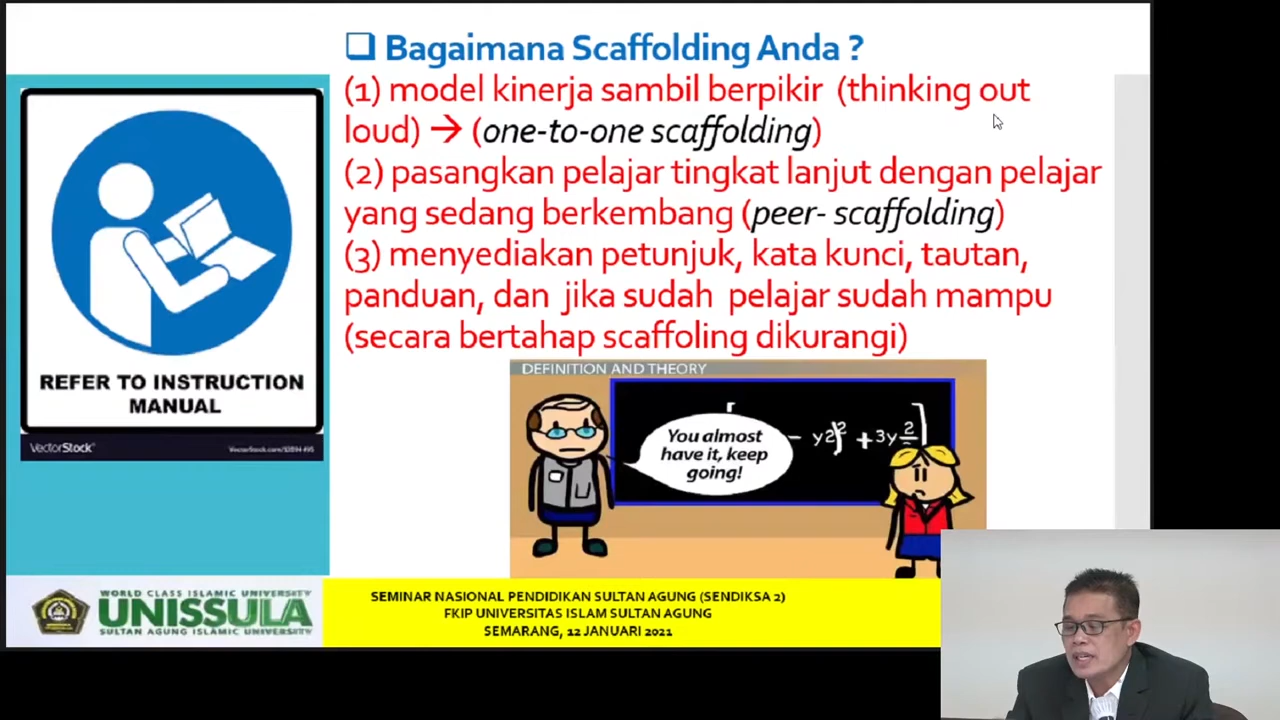 ❑ Bagaimana Scaffolding Anda ?
(1) model kinerja sambil berpikir (thinking out
loud) → (one-to-one scaffolding)
(2) pasangkan pelajar tingkat lanjut dengan pelajar
yang sedang berkembang (peer- scaffolding)
(3) menyediakan petunjuk, kata kunci, tautan,
panduan, dan jika sudah pelajar sudah mampu
(secara bertahap scaffoling dikurangi)
REFER TO INSTRUCTION
MANUAL
VectorStock
DEFINITION AND THEORY
You almost
have it, keep
going!
WORLD CLASS ISLAMIC UNIVERSITY
UNISSULA
SULTAN AGUNG ISLAMIC UNIVERSITY
SEMINAR NASIONAL PENDIDIKAN SULTAN AGUNG (SENDIKSA 2)
FKIP UNIVERSITAS ISLAM SULTAN AGUNG
SEMARANG, 12 JANUARI 2021